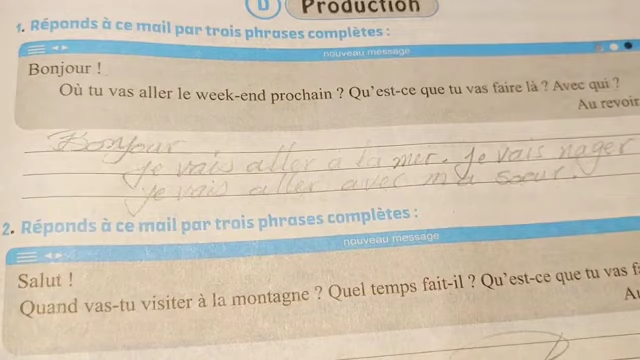 D Production
1. Réponds à ce mail par trois phrases complètes :
nouveau message
Bonjour !
Où tu vas aller le week-end prochain ? Qu'est-ce que tu vas faire là ? Avec qui ?
Au revoir
Bonjour
je vais aller a la mer. Je vais nager
je vais aller avec ma soeur.
2. Réponds à ce mail par trois phrases complètes :
nouveau message
Salut !
Quand vas-tu visiter à la montagne ? Quel temps fait-il ? Qu'est-ce que tu vas f
Au